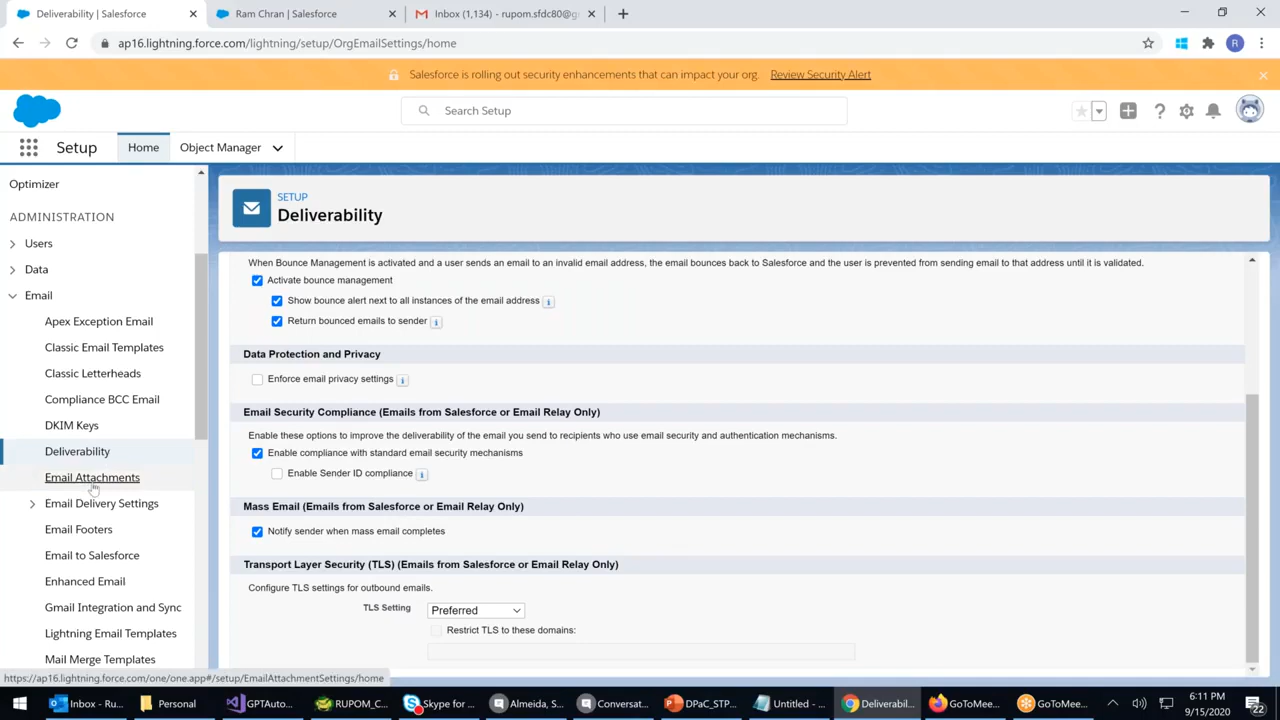 Deliverability | Salesforce
Ram Chran | Salesforce
Inbox (1,134) - rupom.sfdc80@g
ap16.lightning.force.com/lightning/setup/OrgEmailSettings/home
R
Salesforce is rolling out security enhancements that can impact your org. Review Security Alert
Search Setup
Setup
Home
Object Manager
Optimizer
ADMINISTRATION
Users
Data
Email
Apex Exception Email
Classic Email Templates
Classic Letterheads
Compliance BCC Email
DKIM Keys
Deliverability
Email Attachments
Email Delivery Settings
Email Footers
Email to Salesforce
Enhanced Email
Gmail Integration and Sync
Lightning Email Templates
Mail Merge Templates
SETUP
Deliverability
When Bounce Management is activated and a user sends an email to an invalid email address, the email bounces back to Salesforce and the user is prevented from sending email to that address until it is validated.
Activate bounce management
Show bounce alert next to all instances of the email address
Return bounced emails to sender
Data Protection and Privacy
Enforce email privacy settings
Email Security Compliance (Emails from Salesforce or Email Relay Only)
Enable these options to improve the deliverability of the email you send to recipients who use email security and authentication mechanisms.
Enable compliance with standard email security mechanisms
Enable Sender ID compliance
Mass Email (Emails from Salesforce or Email Relay Only)
Notify sender when mass email completes
Transport Layer Security (TLS) (Emails from Salesforce or Email Relay Only)
Configure TLS settings for outbound emails.
TLS Setting
Preferred
Restrict TLS to these domains:
https://ap16.lightning.force.com/one/one.app#/setup/EmailAttachmentSettings/home
Inbox - Ru...
Personal
GPTAuto...
RUPOM_C...
Skype for ...
Almeida, S...
Conversat...
DPaC_STP...
Untitled - ...
Deliverabil...
GoToMee...
GoToMee...
6:11 PM
9/15/2020
22